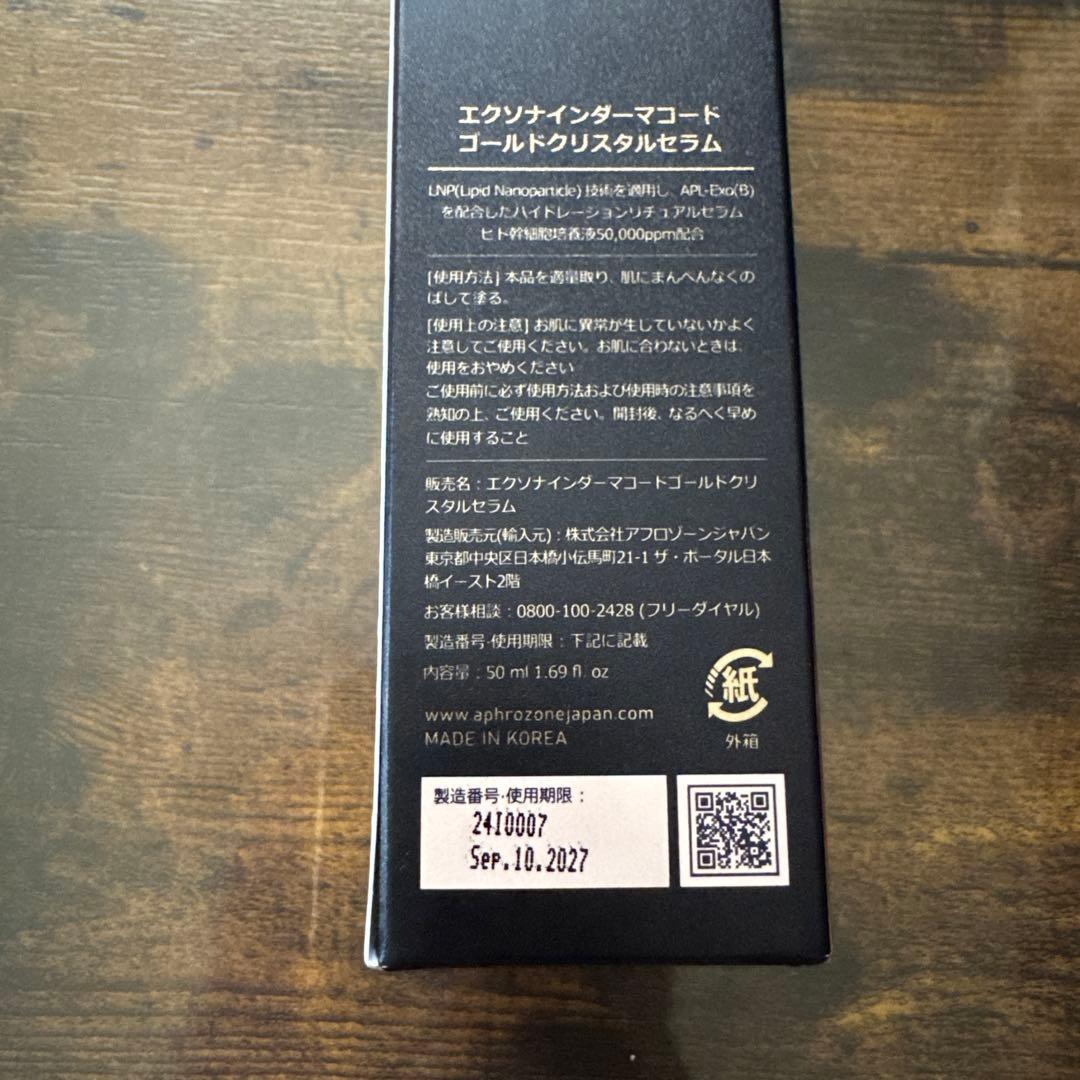 エクソナインダーマコード
ゴールドクリスタルセラム
LNP(Lipid Nanoparticle) 技術を適用し、APL-Exo(B)
を配合したハイドレーションリチュアルセラム
ヒト幹細胞培養液50,000ppm配合
[使用方法] 本品を適量取り、肌にまんべんなくの
ばして塗る。
[使用上の注意] お肌に異常が生じていないかよく
注意してご使用ください。お肌に合わないときは、
使用をおやめください
ご使用前に必ず使用方法および使用時の注意事項を
熟知の上、ご使用ください。開封後、なるべく早め
に使用すること
販売名：エクソナインダーマコードゴールドクリ
スタルセラム
製造販売元(輸入元)：株式会社アフロゾーンジャパン
東京都中央区日本橋小伝馬町21-1 ザ・ポータル日本
橋イースト2階
お客様相談：0800-100-2428 (フリーダイヤル)
製造番号·使用期限：下記に記載
内容量：50 ml 1.69 fl. oz
紙
www.aphrozonejapan.com
MADE IN KOREA
外箱
製造番号·使用期限：
24I0007
Sep.10.2027